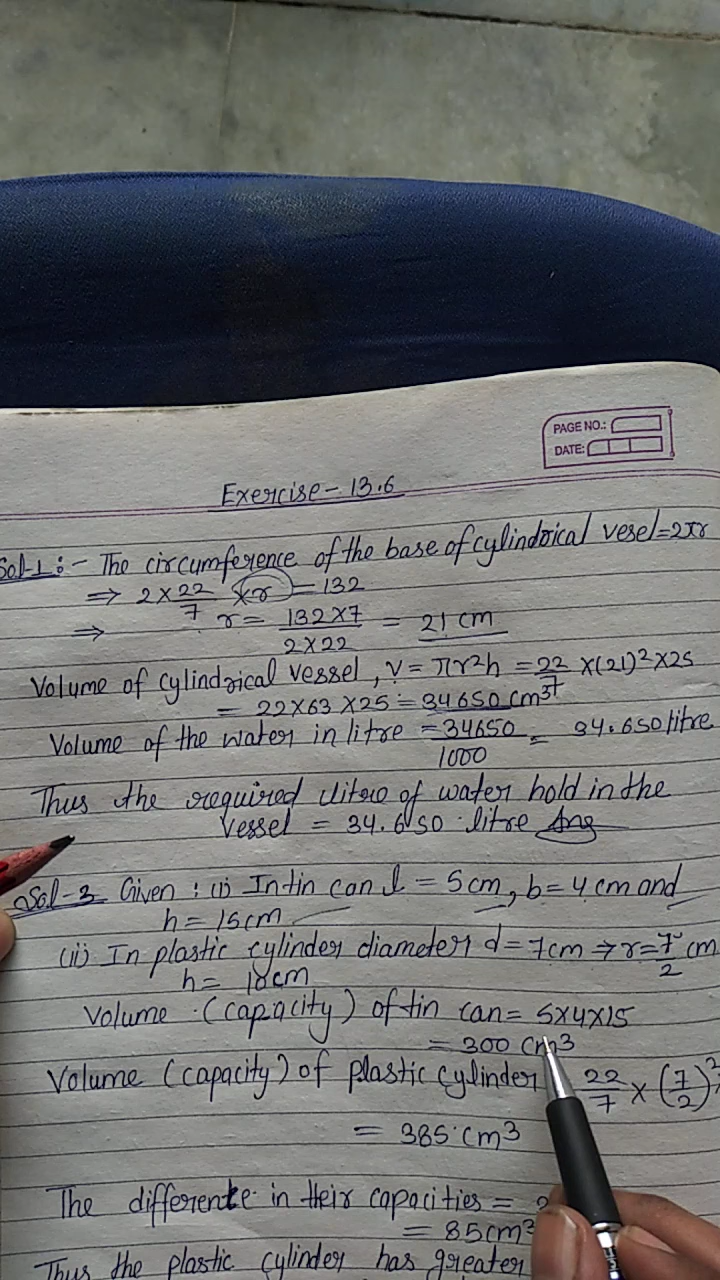 PAGE NO.:
DATE:
Exercise - 13.6
Sol-1:- The circumference of the base of cylindrical vesel=2πr
⇒ 2×22/7 ×r = 132
⇒ r = 132×7/2×22 = 21 cm
Volume of cylindrical vessel, V = πr²h = 22/7 ×(21)²×25
= 22×63×25 = 34650 cm³
Volume of the water in litre = 34650/1000 = 34.650 litre
Thus the required litre of water hold in the
vessel = 34.650 litre Ans
Sol-3 Given : (i) In tin can l = 5cm, b = 4 cm and
h = 15cm
(ii) In plastic cylinder diameter d = 7cm ⇒ r = 7/2 cm
h = 10cm
Volume (capacity) of tin can = 5×4×15
= 300 cm³
Volume (capacity) of plastic cylinder 22/7 × (7/2)²
= 385 cm³
The difference in their capacities =
= 85cm³
Thus the plastic cylinder has greater